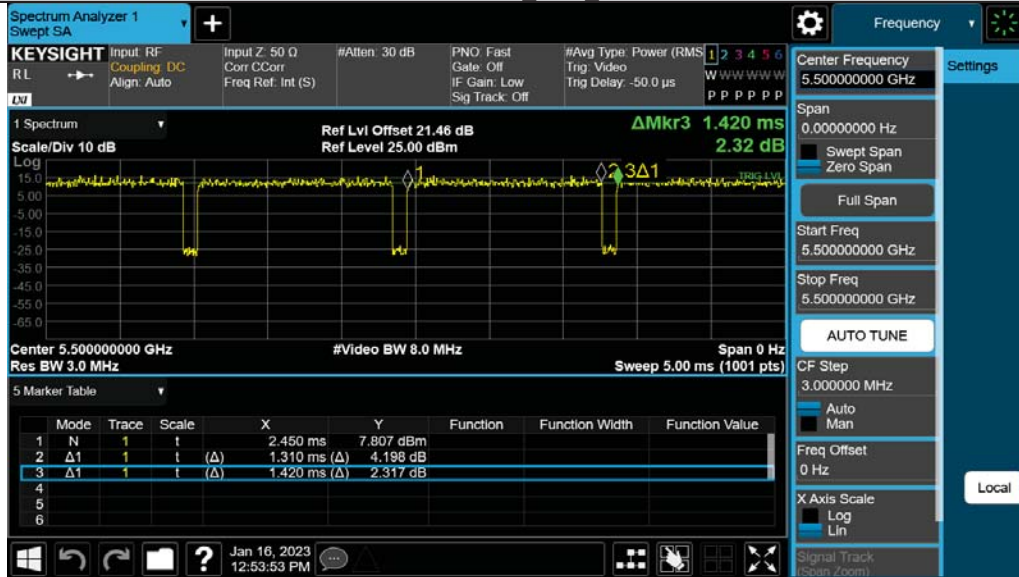 Spectrum Analyzer 1
Swept SA
+
Frequency
KEYSIGHT
RL
LXI
Input: RF
Coupling: DC
Align: Auto
Input Z: 50 Ω
Corr CCorr
Freq Ref: Int (S)
#Atten: 30 dB
PNO: Fast
Gate: Off
IF Gain: Low
Sig Track: Off
#Avg Type: Power (RMS
Trig: Video
Trig Delay: -50.0 µs
1 2 3 4 5 6
W W W W W W
P P P P P P
Center Frequency
5.500000000 GHz
Settings
Span
0.00000000 Hz
Swept Span
Zero Span
Full Span
Start Freq
5.500000000 GHz
Stop Freq
5.500000000 GHz
AUTO TUNE
CF Step
3.000000 MHz
Auto
Man
Freq Offset
0 Hz
X Axis Scale
Log
Lin
Signal Track
(Span Zoom)
Local
1 Spectrum
Scale/Div 10 dB
Ref Lvl Offset 21.46 dB
Ref Level 25.00 dBm
ΔMkr3 1.420 ms
2.32 dB
Log
15.0
5.00
-5.00
-15.0
-25.0
-35.0
-45.0
-55.0
-65.0
1
2 3Δ1
TRIG LVL
Center 5.500000000 GHz
#Video BW 8.0 MHz
Span 0 Hz
Res BW 3.0 MHz
Sweep 5.00 ms (1001 pts)
5 Marker Table
Mode Trace Scale X Y Function Function Width Function Value
1 N 1 t 2.450 ms 7.807 dBm
2 Δ1 1 t (Δ) 1.310 ms (Δ) 4.198 dB
3 Δ1 1 t (Δ) 1.420 ms (Δ) 2.317 dB
4
5
6
?
Jan 16, 2023
12:53:53 PM